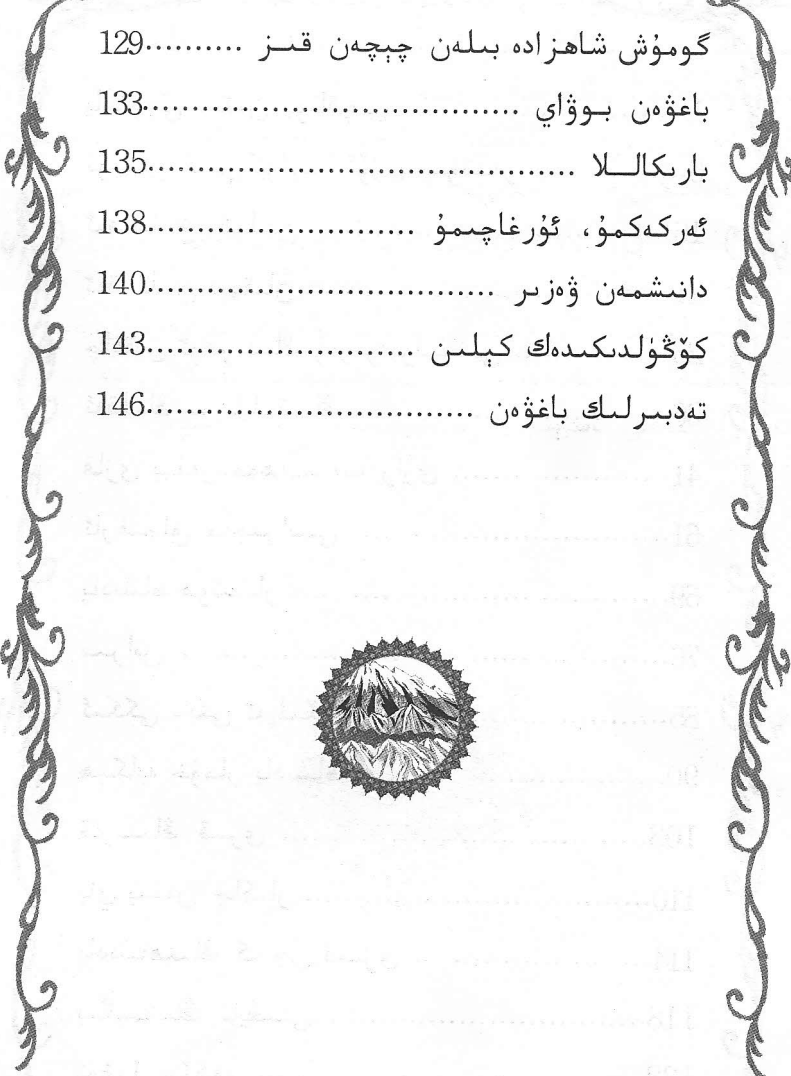 گومۇش شاھزادە بىلەن چېچەن قىز ..........129
باغۋەن بوۋاي .....................................133
بارىكاللا ..........................................135
ئەركەكمۇ، ئۇرغاچىمۇ ..........................138
دانىشمەن ۋەزىر ..................................140
كۆڭۈلدىكىدەك كېلىن ..........................143
تەدبىرلىك باغۋەن ................................146